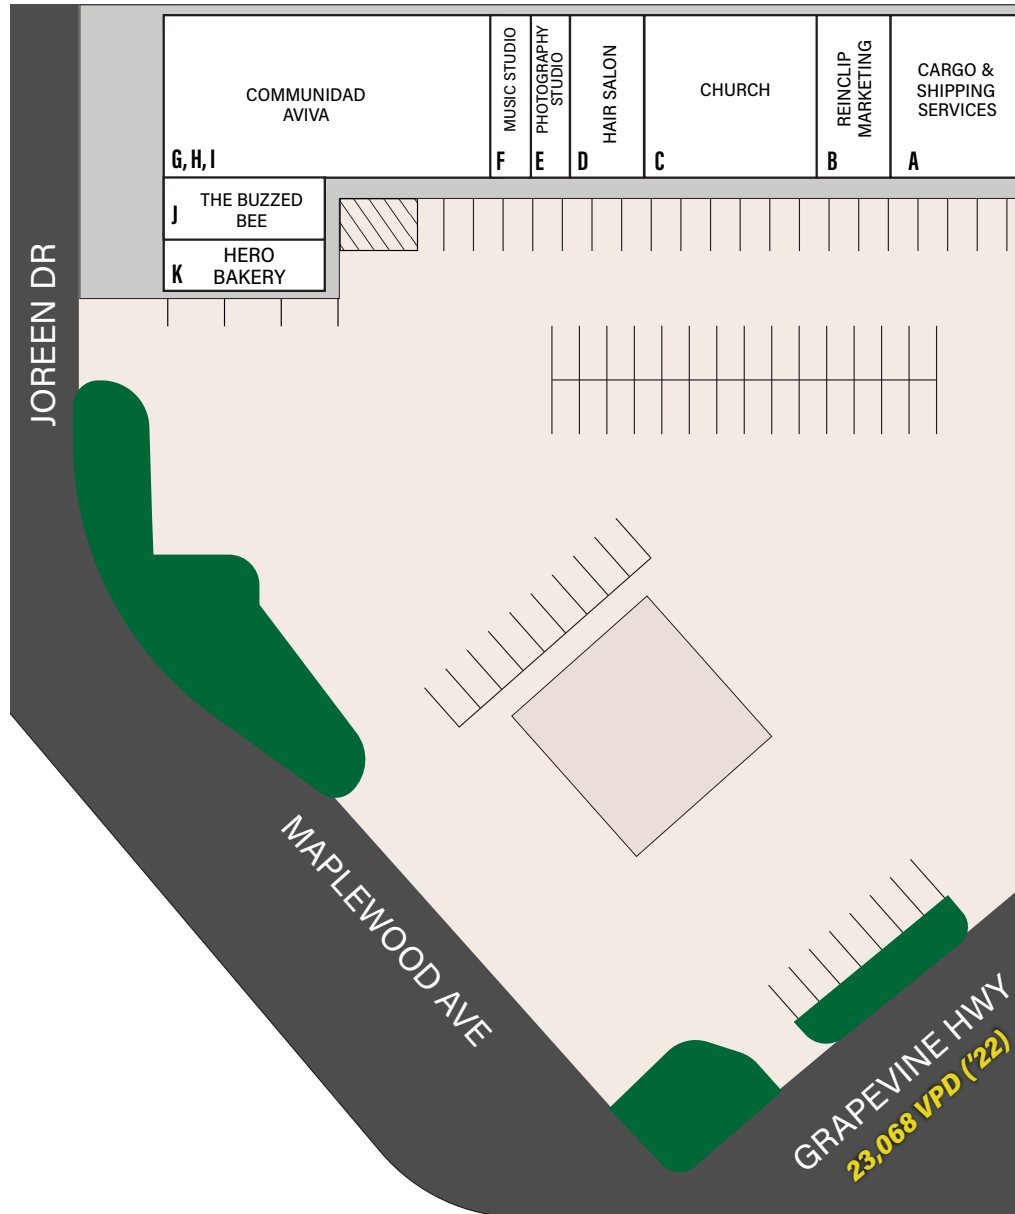 COMMUNIDAD
AVIVA
G, H, I
MUSIC STUDIO
F
PHOTOGRAPHY
STUDIO
E
HAIR SALON
D
CHURCH
C
REINCLIP
MARKETING
B
CARGO &
SHIPPING
SERVICES
A
J
THE BUZZED
BEE
K
HERO
BAKERY
JOREEN DR
MAPLEWOOD AVE
GRAPEVINE HWY
23,068 VPD ('22)